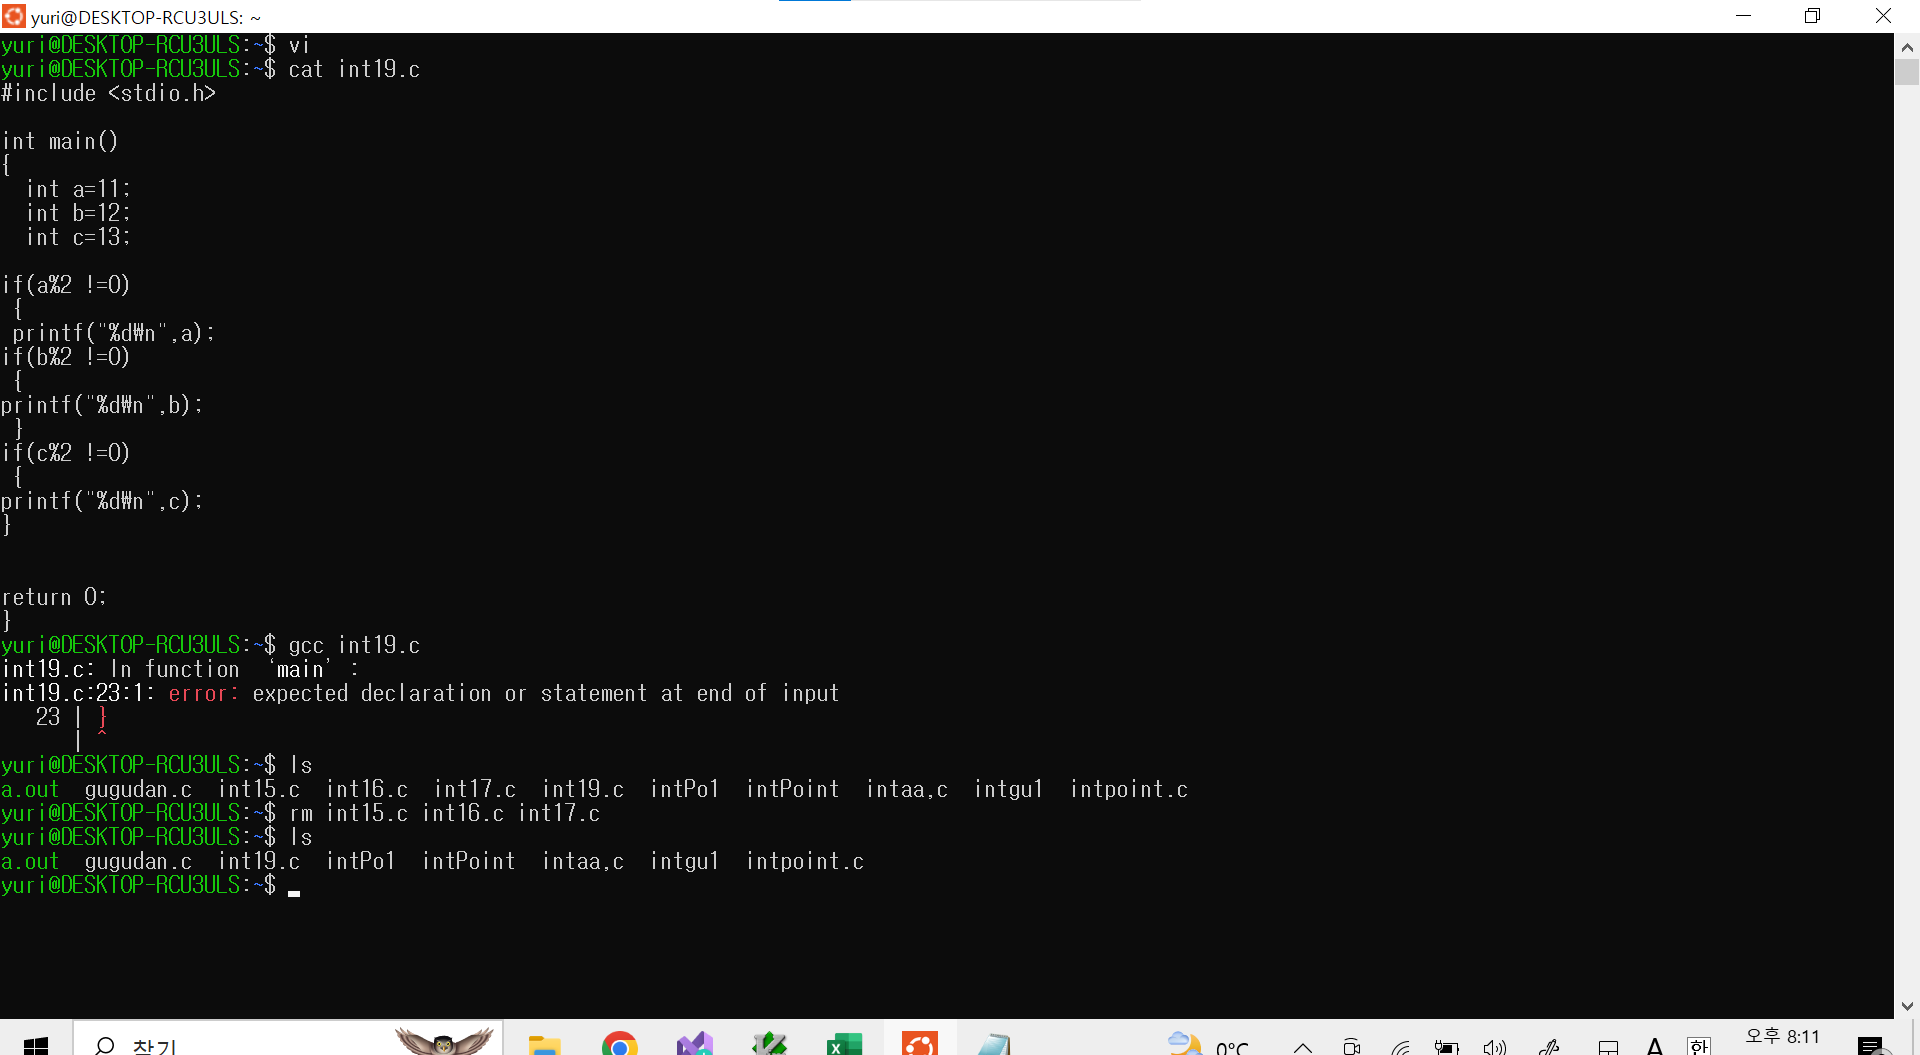 yuri@DESKTOP-RCU3ULS: ~
yuri@DESKTOP-RCU3ULS:~$ vi
yuri@DESKTOP-RCU3ULS:~$ cat int19.c
#include <stdio.h>
int main()
{
int a=11;
int b=12;
int c=13;
if(a%2 !=0)
{
printf("%d₩n",a);
if(b%2 !=0)
{
printf("%d₩n",b);
}
if(c%2 !=0)
{
printf("%d₩n",c);
}
return 0;
}
yuri@DESKTOP-RCU3ULS:~$ gcc int19.c
int19.c: In function ‘main’:
int19.c:23:1: error: expected declaration or statement at end of input
23 | }
| ^
yuri@DESKTOP-RCU3ULS:~$ ls
a.out gugudan.c int15.c int16.c int17.c int19.c intPo1 intPoint intaa,c intgu1 intpoint.c
yuri@DESKTOP-RCU3ULS:~$ rm int15.c int16.c int17.c
yuri@DESKTOP-RCU3ULS:~$ ls
a.out gugudan.c int19.c intPo1 intPoint intaa,c intgu1 intpoint.c
yuri@DESKTOP-RCU3ULS:~$
찾기 0°C A 한 오후 8:11